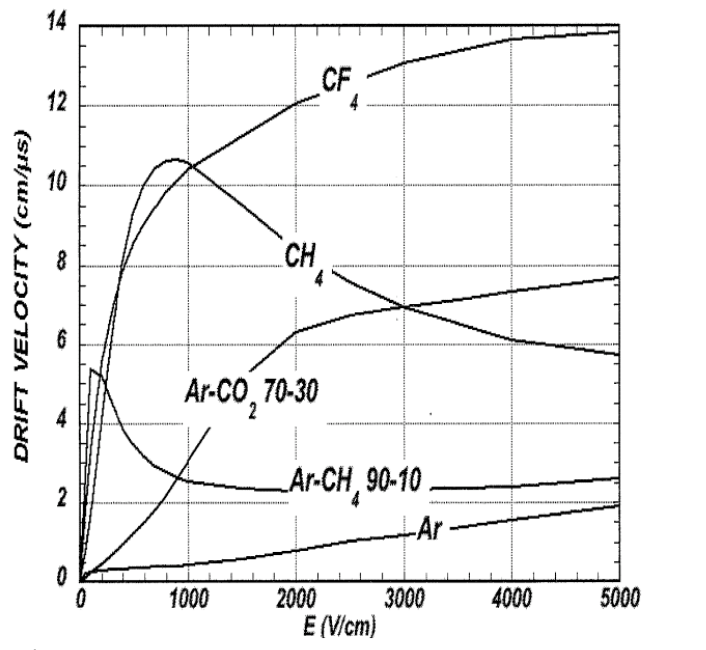 14
12
10
8
6
4
2
0
DRIFT VELOCITY (cm/µs)
CF4
CH4
Ar-CO2 70-30
Ar-CH4 90-10
Ar
0 1000 2000 3000 4000 5000
E (V/cm)